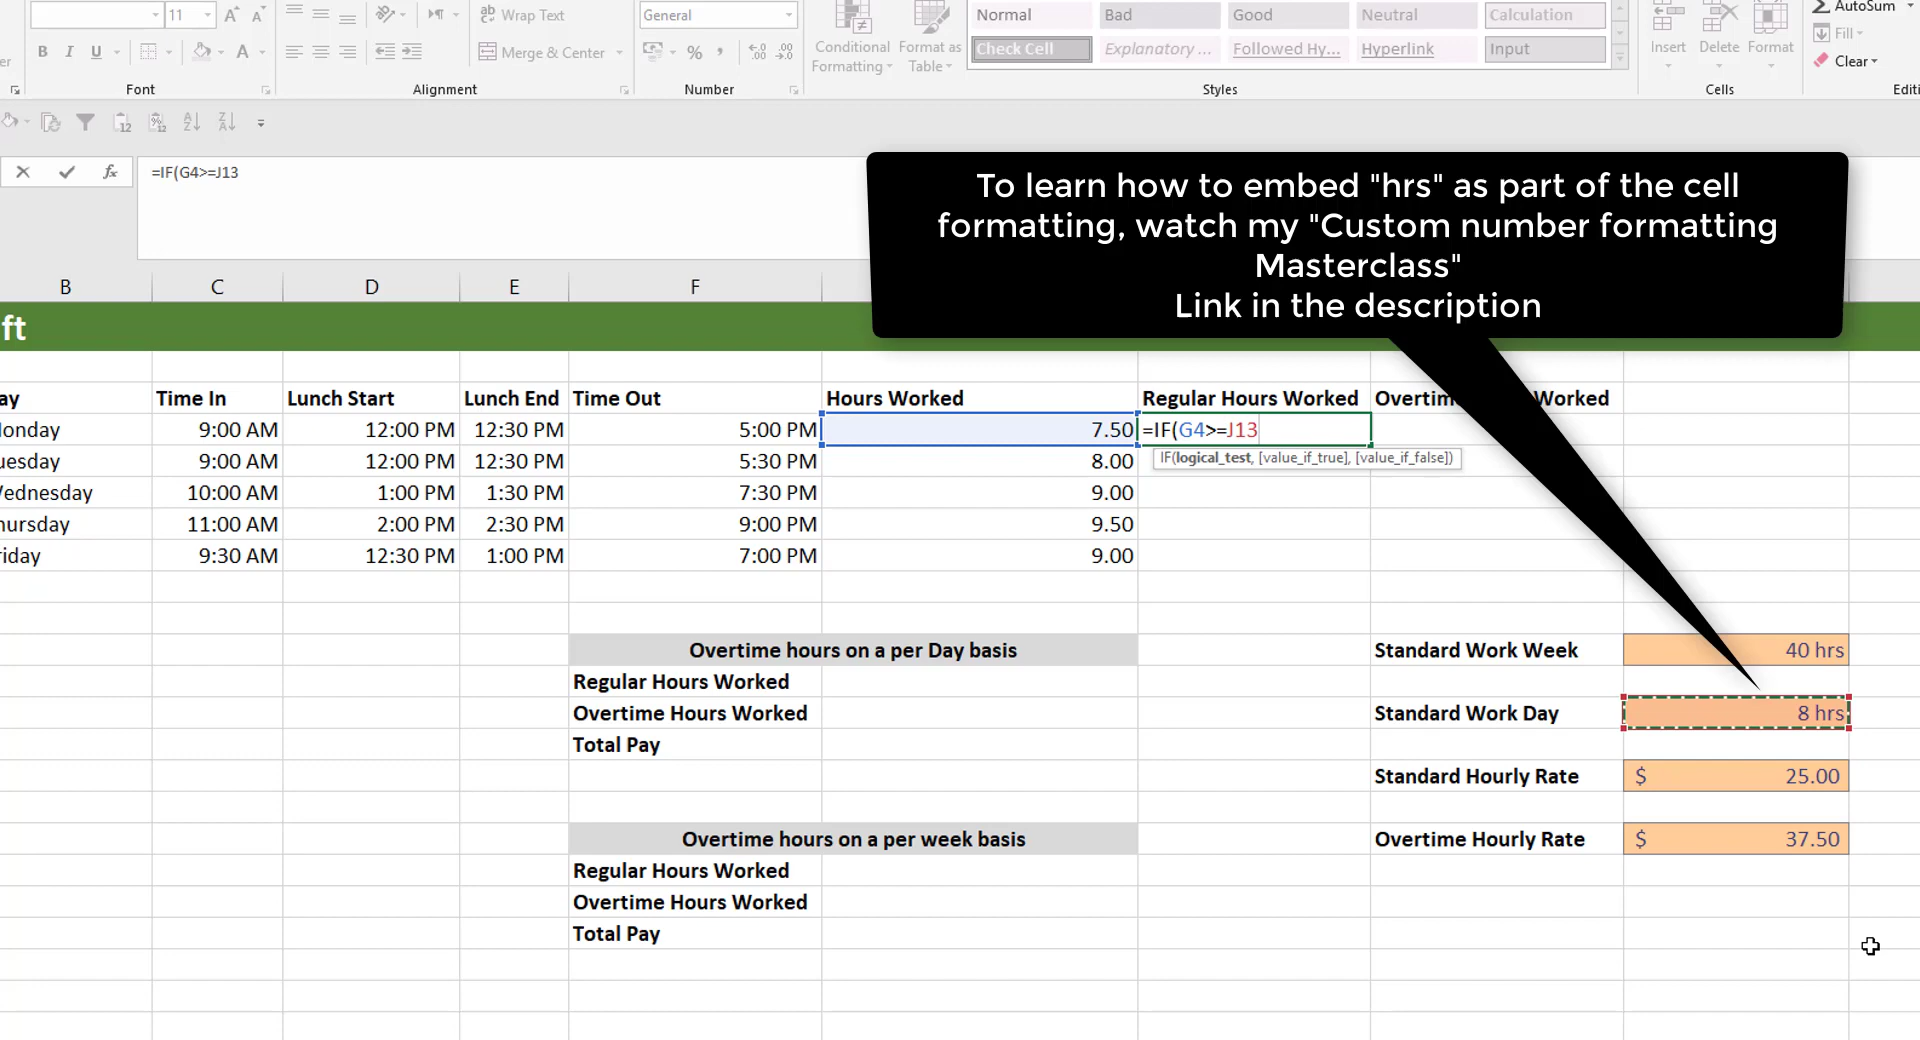 11
Wrap Text
General
Conditional
Formatting
Format as
Table
Normal
Bad
Good
Neutral
Calculation
Check Cell
Explanatory ...
Followed Hy...
Hyperlink
Input
Insert
Delete
Format
AutoSum
Fill
Clear
B I U
A
Merge & Center
%
Font
Alignment
Number
Styles
Cells
Editi
fx
=IF(G4>=J13
To learn how to embed "hrs" as part of the cell
formatting, watch my "Custom number formatting
Masterclass"
Link in the description
B C D E F
ft
ay Time In Lunch Start Lunch End Time Out Hours Worked Regular Hours Worked Overti Worked
onday 9:00 AM 12:00 PM 12:30 PM 5:00 PM 7.50 =IF(G4>=J13
IF(logical_test, [value_if_true], [value_if_false])
uesday 9:00 AM 12:00 PM 12:30 PM 5:30 PM 8.00
Wednesday 10:00 AM 1:00 PM 1:30 PM 7:30 PM 9.00
hursday 11:00 AM 2:00 PM 2:30 PM 9:00 PM 9.50
riday 9:30 AM 12:30 PM 1:00 PM 7:00 PM 9.00
Overtime hours on a per Day basis
Regular Hours Worked
Overtime Hours Worked
Total Pay
Overtime hours on a per week basis
Regular Hours Worked
Overtime Hours Worked
Total Pay
Standard Work Week 40 hrs
Standard Work Day 8 hrs
Standard Hourly Rate $ 25.00
Overtime Hourly Rate $ 37.50